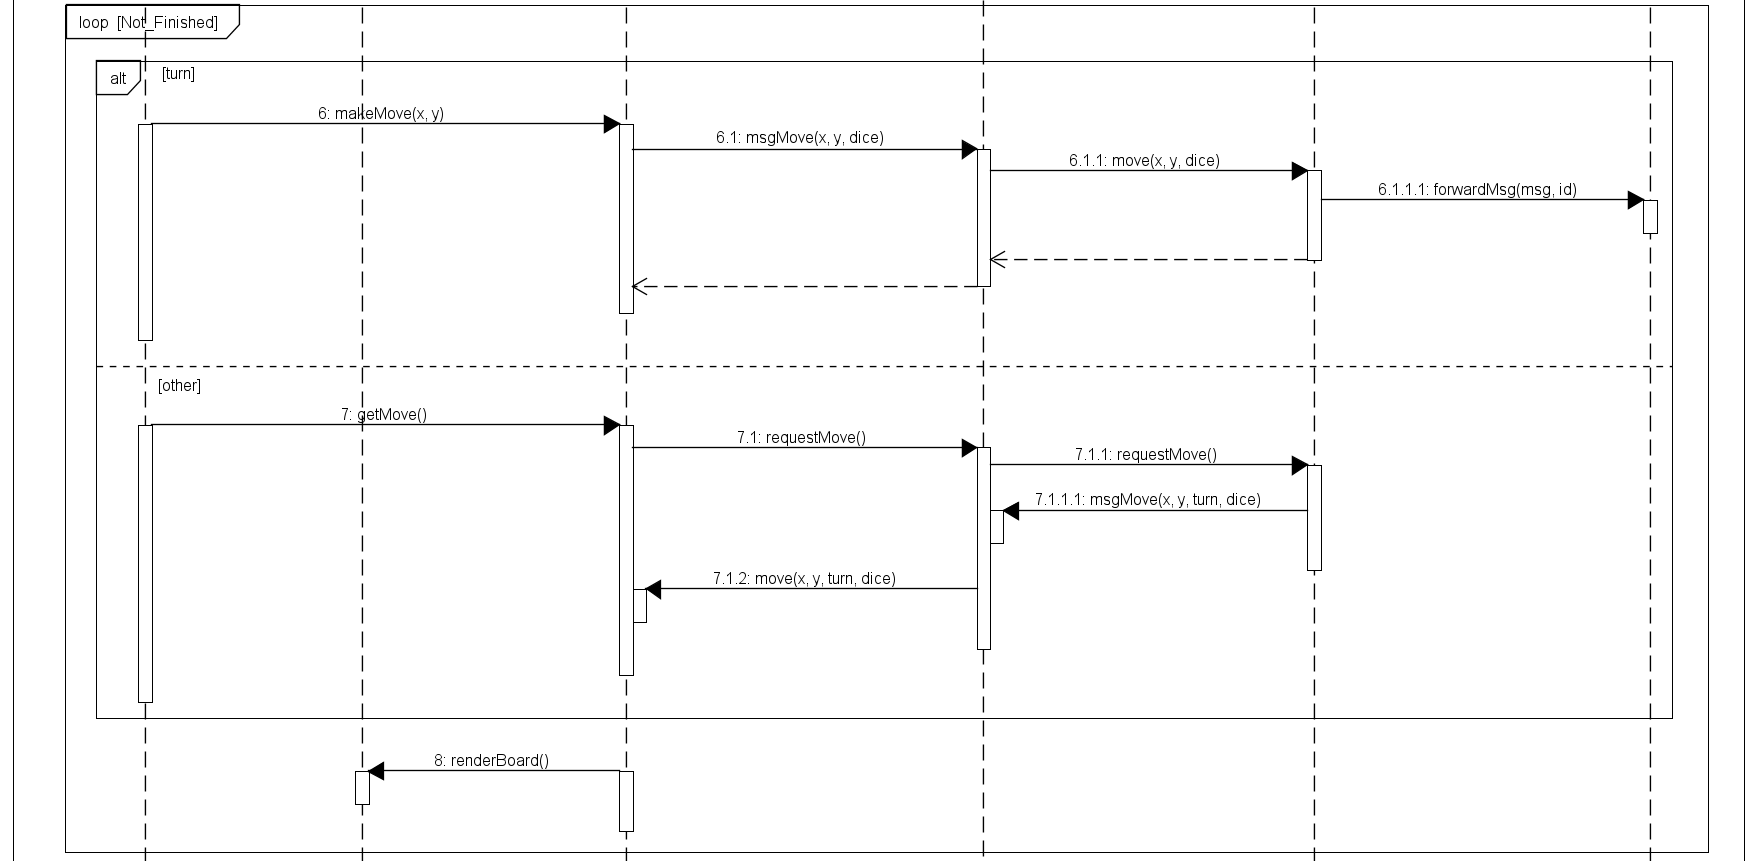 loop [Not_Finished]
alt [turn]
6: makeMove(x, y)
6.1: msgMove(x, y, dice)
6.1.1: move(x, y, dice)
6.1.1.1: forwardMsg(msg, id)
[other]
7: getMove()
7.1: requestMove()
7.1.1: requestMove()
7.1.1.1: msgMove(x, y, turn, dice)
7.1.2: move(x, y, turn, dice)
8: renderBoard()